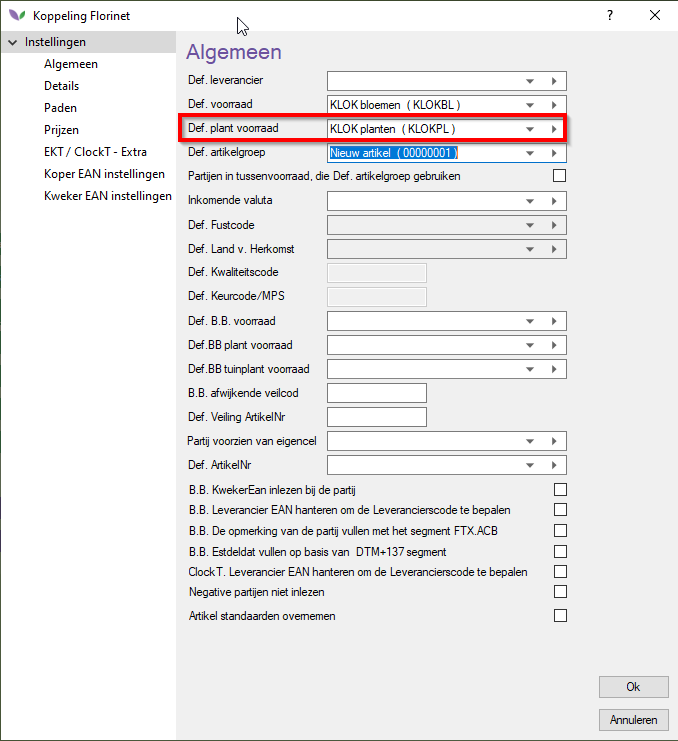 Koppeling Florinet
?
Instellingen
Algemeen
Details
Paden
Prijzen
EKT / ClockT - Extra
Koper EAN instellingen
Kweker EAN instellingen
Algemeen
Def. leverancier
Def. voorraad KLOK bloemen ( KLOKBL )
Def. plant voorraad KLOK planten ( KLOKPL )
Def. artikelgroep Nieuw artikel ( 00000001 )
Partijen in tussenvoorraad, die Def. artikelgroep gebruiken
Inkomende valuta
Def. Fustcode
Def. Land v. Herkomst
Def. Kwaliteitscode
Def. Keurcode/MPS
Def. B.B. voorraad
Def.BB plant voorraad
Def.BB tuinplant voorraad
B.B. afwijkende veilcod
Def. Veiling ArtikelNr
Partij voorzien van eigencel
Def. ArtikelNr
B.B. KwekerEan inlezen bij de partij
B.B. Leverancier EAN hanteren om de Leverancierscode te bepalen
B.B. De opmerking van de partij vullen met het segment FTX.ACB
B.B. Estdeldat vullen op basis van DTM+137 segment
ClockT. Leverancier EAN hanteren om de Leverancierscode te bepalen
Negative partijen niet inlezen
Artikel standaarden overnemen
Ok
Annuleren